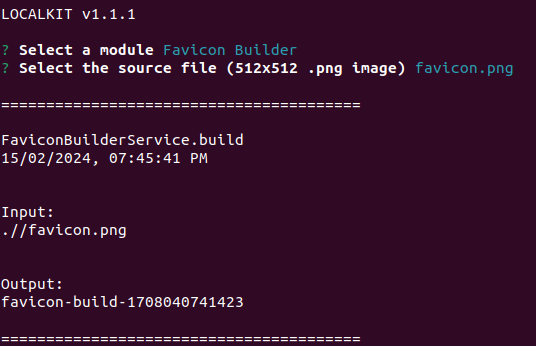 LOCALKIT v1.1.1
? Select a module Favicon Builder
? Select the source file (512x512 .png image) favicon.png
========================================
FaviconBuilderService.build
15/02/2024, 07:45:41 PM
Input:
.//favicon.png
Output:
favicon-build-1708040741423
========================================